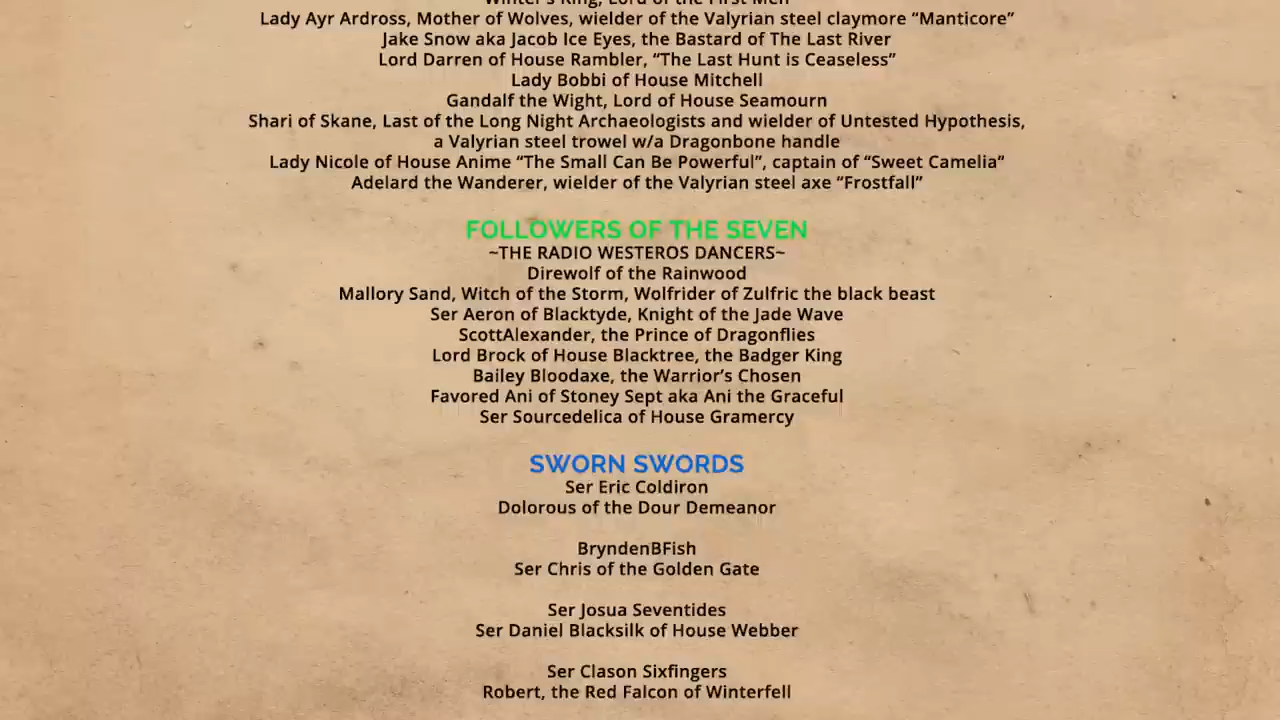 Winter's King, Lord of the First Men
Lady Ayr Ardross, Mother of Wolves, wielder of the Valyrian steel claymore “Manticore”
Jake Snow aka Jacob Ice Eyes, the Bastard of The Last River
Lord Darren of House Rambler, “The Last Hunt is Ceaseless”
Lady Bobbi of House Mitchell
Gandalf the Wight, Lord of House Seamourn
Shari of Skane, Last of the Long Night Archaeologists and wielder of Untested Hypothesis,
a Valyrian steel trowel w/a Dragonbone handle
Lady Nicole of House Anime “The Small Can Be Powerful”, captain of “Sweet Camelia”
Adelard the Wanderer, wielder of the Valyrian steel axe “Frostfall”
FOLLOWERS OF THE SEVEN
~THE RADIO WESTEROS DANCERS~
Direwolf of the Rainwood
Mallory Sand, Witch of the Storm, Wolfrider of Zulfric the black beast
Ser Aeron of Blacktyde, Knight of the Jade Wave
ScottAlexander, the Prince of Dragonflies
Lord Brock of House Blacktree, the Badger King
Bailey Bloodaxe, the Warrior’s Chosen
Favored Ani of Stoney Sept aka Ani the Graceful
Ser Sourcedelica of House Gramercy
SWORN SWORDS
Ser Eric Coldiron
Dolorous of the Dour Demeanor
BryndenBFish
Ser Chris of the Golden Gate
Ser Josua Seventides
Ser Daniel Blacksilk of House Webber
Ser Clason Sixfingers
Robert, the Red Falcon of Winterfell